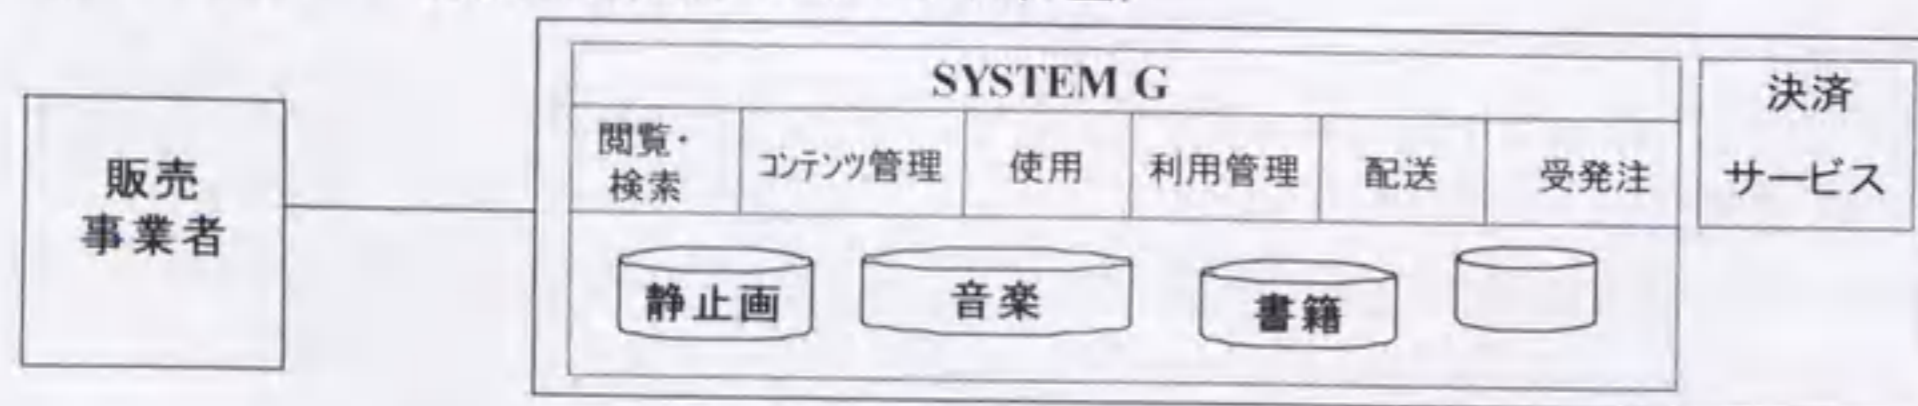 SYSTEM G
決済
サービス
閲覧・
検索
コンテンツ管理
使用
利用管理
配送
受発注
販売
事業者
静止画
音楽
書籍